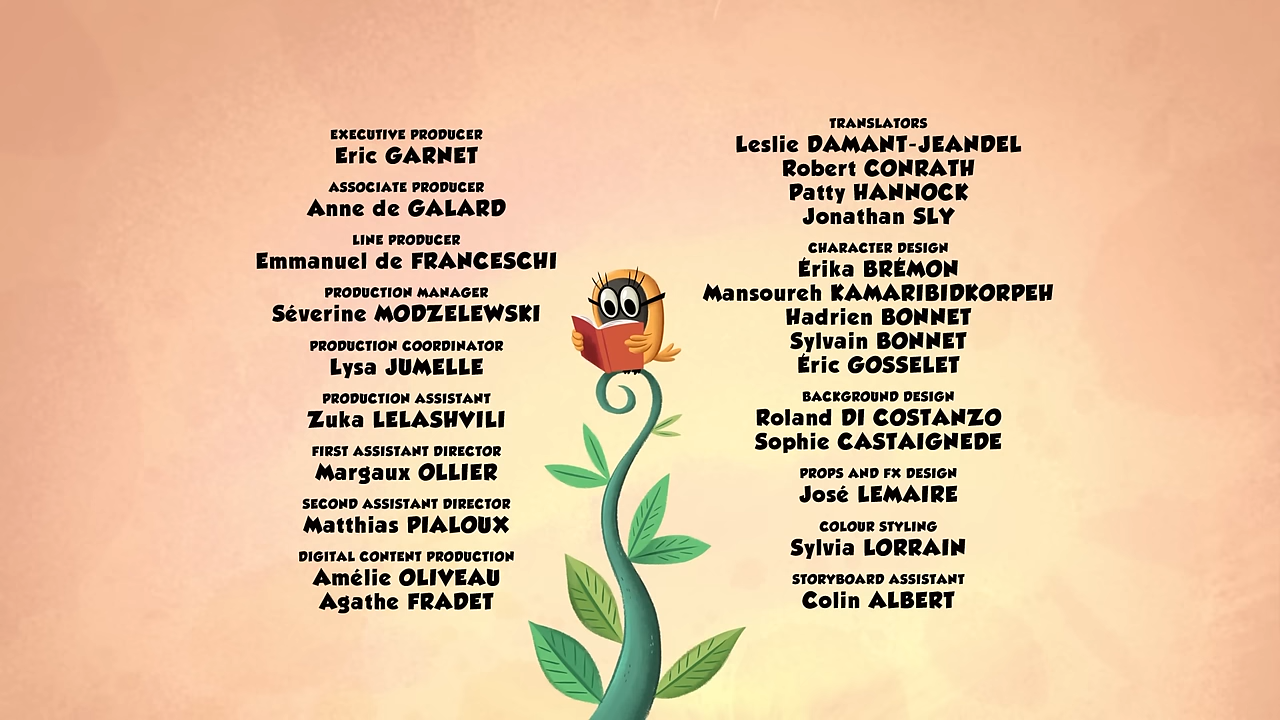 EXECUTIVE PRODUCER
Eric GARNET
ASSOCIATE PRODUCER
Anne de GALARD
LINE PRODUCER
Emmanuel de FRANCESCHI
PRODUCTION MANAGER
Séverine MODZELEWSKI
PRODUCTION COORDINATOR
Lysa JUMELLE
PRODUCTION ASSISTANT
Zuka LELASHVILI
FIRST ASSISTANT DIRECTOR
Margaux OLLIER
SECOND ASSISTANT DIRECTOR
Matthias PIALOUX
DIGITAL CONTENT PRODUCTION
Amélie OLIVEAU
Agathe FRADET
TRANSLATORS
Leslie DAMANT-JEANDEL
Robert CONRATH
Patty HANNOCK
Jonathan SLY
CHARACTER DESIGN
Érika BRÉMON
Mansoureh KAMARIBIDKORPEH
Hadrien BONNET
Sylvain BONNET
Éric GOSSELET
BACKGROUND DESIGN
Roland DI COSTANZO
Sophie CASTAIGNEDE
PROPS AND FX DESIGN
José LEMAIRE
COLOUR STYLING
Sylvia LORRAIN
STORYBOARD ASSISTANT
Colin ALBERT